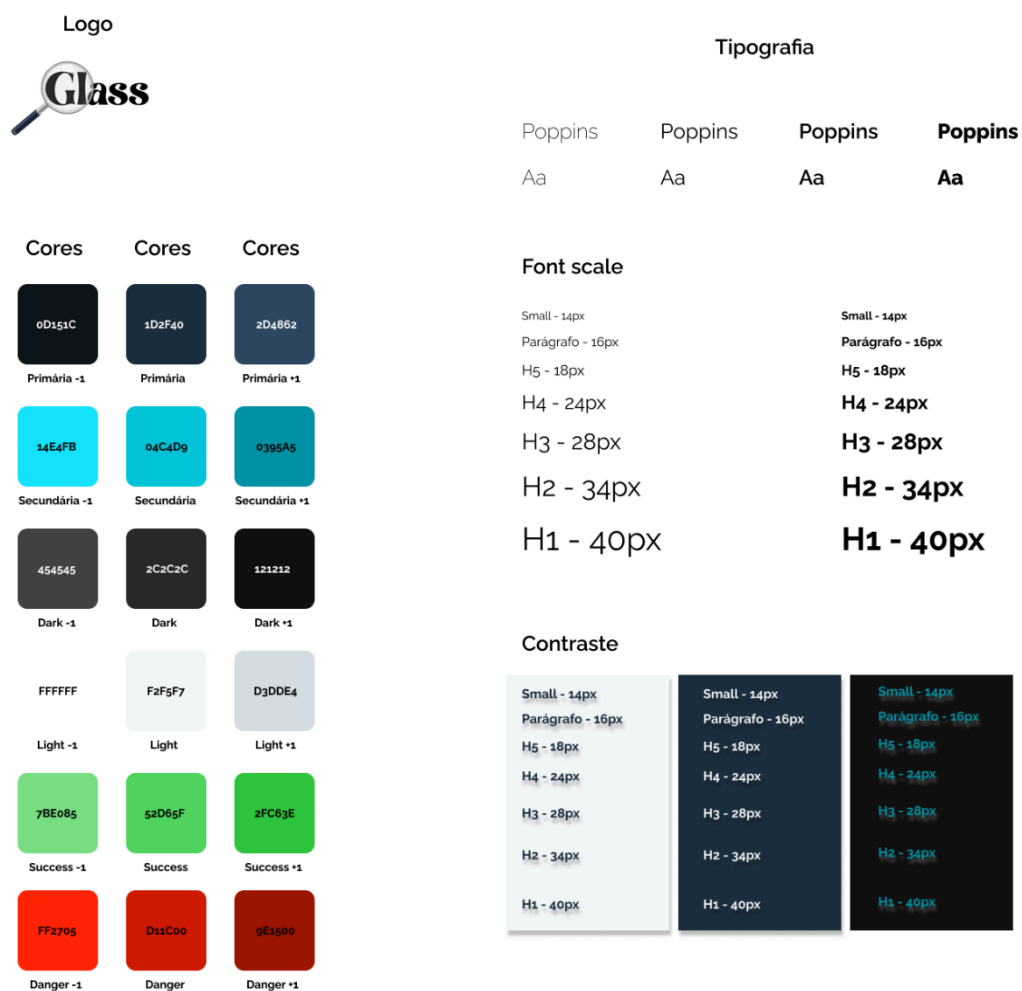 Logo
Glass
Tipografia
Poppins Poppins Poppins Poppins
Aa Aa Aa Aa
Cores Cores Cores
0D151C 1D2F40 2D4862
Primária -1 Primária Primária +1
14E4FB 04C4D9 0395A5
Secundária -1 Secundária Secundária +1
454545 2C2C2C 121212
Dark -1 Dark Dark +1
FFFFFF F2F5F7 D3DDE4
Light -1 Light Light +1
7BE085 52D65F 2FC63E
Success -1 Success Success +1
FF2705 D11C00 9E1500
Danger -1 Danger Danger +1
Font scale
Small - 14px Small - 14px
Parágrafo - 16px Parágrafo - 16px
H5 - 18px H5 - 18px
H4 - 24px H4 - 24px
H3 - 28px H3 - 28px
H2 - 34px H2 - 34px
H1 - 40px H1 - 40px
Contraste
Small - 14px Small - 14px Small - 14px
Parágrafo - 16px Parágrafo - 16px Parágrafo - 16px
H5 - 18px H5 - 18px H5 - 18px
H4 - 24px H4 - 24px H4 - 24px
H3 - 28px H3 - 28px H3 - 28px
H2 - 34px H2 - 34px H2 - 34px
H1 - 40px H1 - 40px H1 - 40px